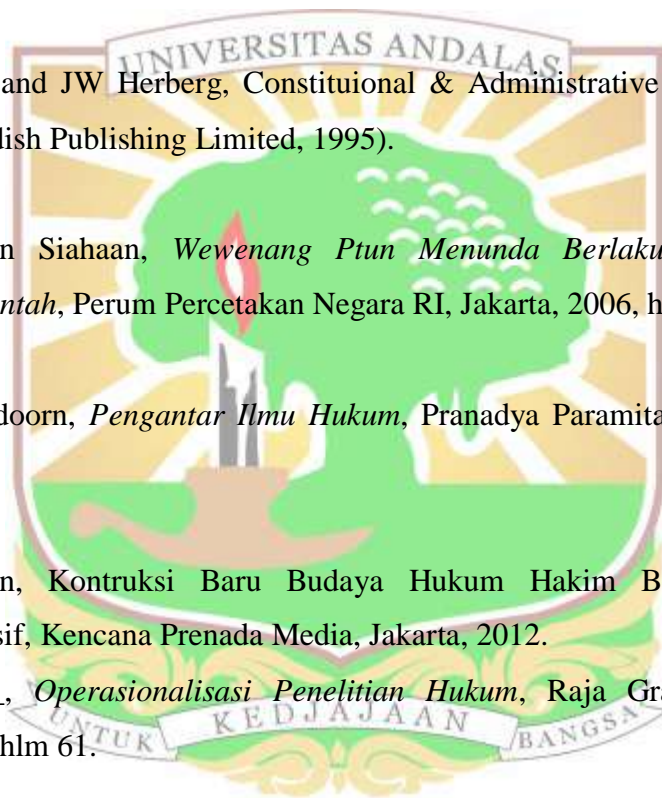 UNIVERSITAS ANDALAS
and JW Herberg, Constituional & Administrative
dish Publishing Limited, 1995).
n Siahaan, Wewenang Ptun Menunda Berlaku
ntah, Perum Percetakan Negara RI, Jakarta, 2006, h
doorn, Pengantar Ilmu Hukum, Pranadya Paramita
n, Kontruksi Baru Budaya Hukum Hakim B
sif, Kencana Prenada Media, Jakarta, 2012.
, Operasionalisasi Penelitian Hukum, Raja Gra
hlm 61.
UNTUK KEDJAJAAN BANGSA